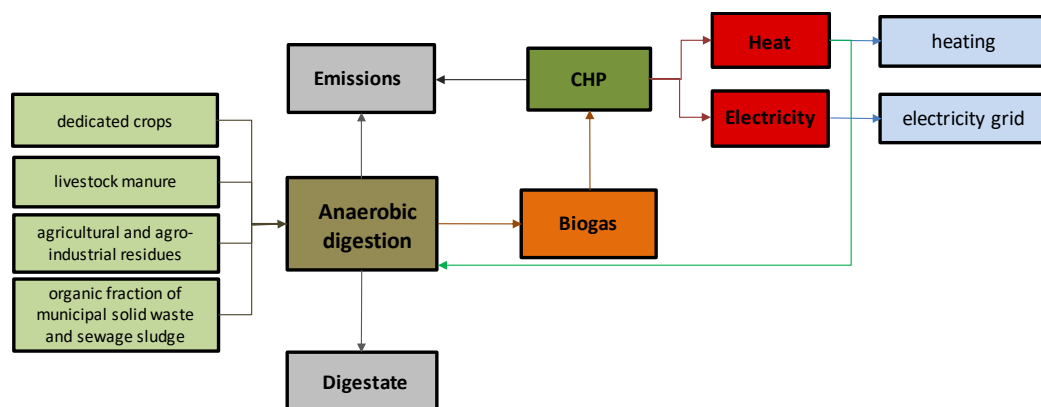 Emissions
CHP
Heat
heating
Electricity
electricity grid
dedicated crops
livestock manure
agricultural and agro-
industrial residues
organic fraction of
municipal solid waste
and sewage sludge
Anaerobic
digestion
Biogas
Digestate